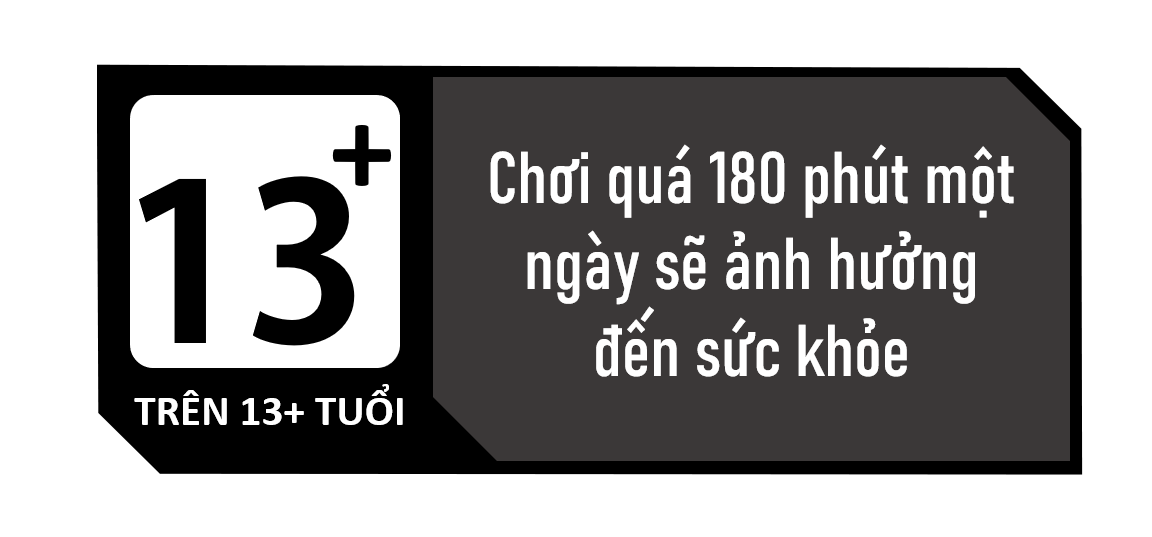 13+
TRÊN 13+ TUỔI
Chơi quá 180 phút một
ngày sẽ ảnh hưởng
đến sức khỏe